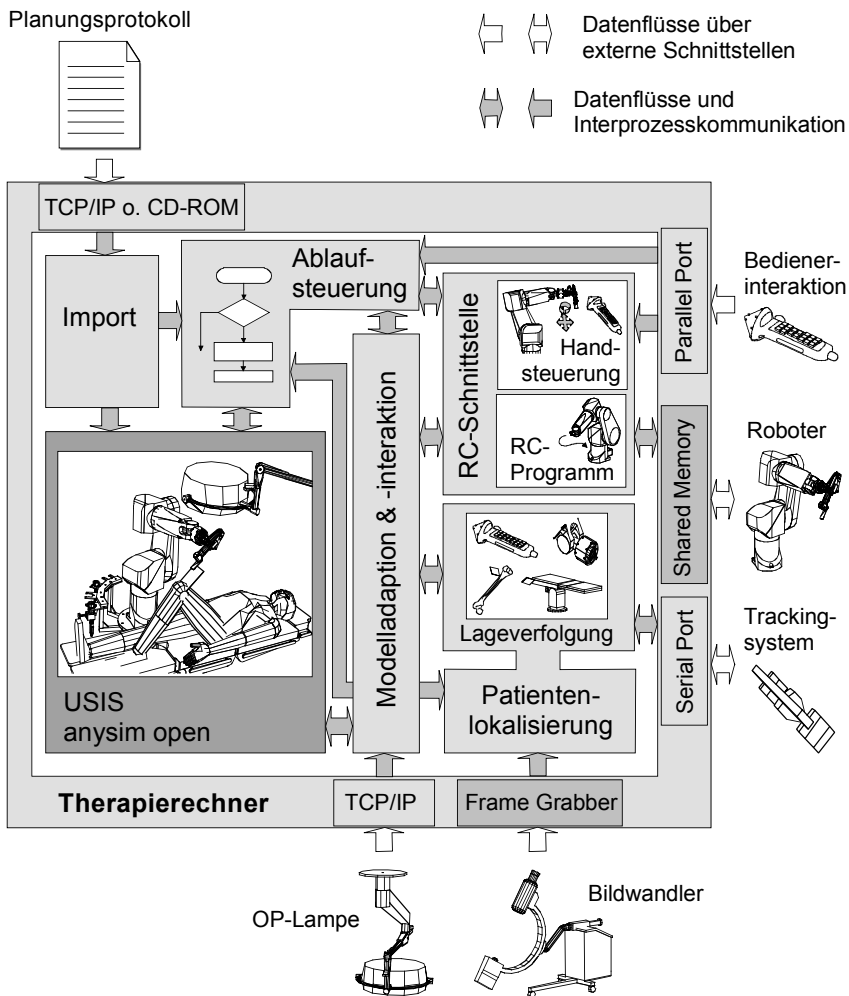 Planungsprotokoll
Datenflüsse über
externe Schnittstellen
Datenflüsse und
Interprozesskommunikation
TCP/IP o. CD-ROM
Import
Ablauf-
steuerung
Parallel Port
Bediener-
interaktion
RC-Schnittstelle
Hand-
steuerung
RC-
Programm
Modelladaption & -interaktion
Shared Memory
Roboter
Lageverfolgung
Serial Port
Tracking-
system
USIS
anysim open
Patienten-
lokalisierung
Therapierechner
TCP/IP
Frame Grabber
OP-Lampe
Bildwandler